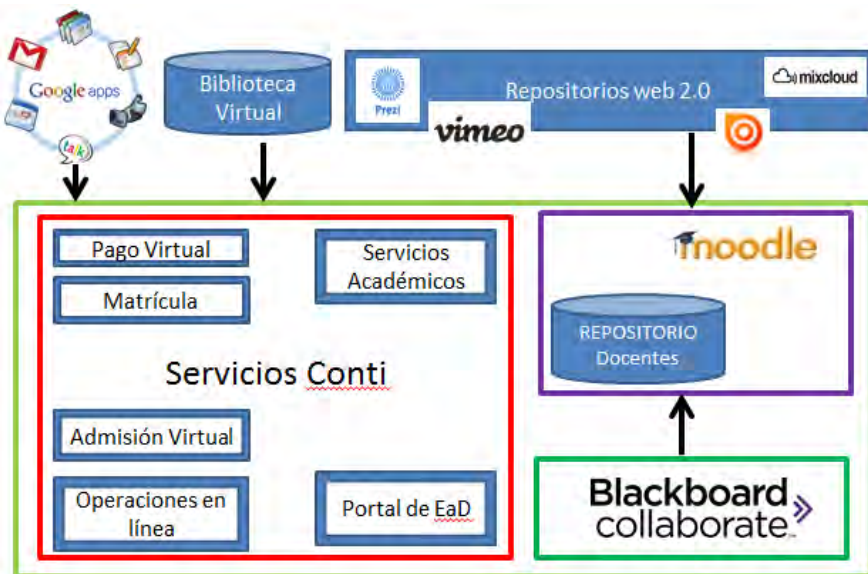 Google apps
talk
Biblioteca
Virtual
Prezi
Repositorios web 2.0
mixcloud
vimeo
Pago Virtual
Matrícula
Servicios
Académicos
Servicios Conti
Admisión Virtual
Operaciones en
línea
Portal de EaD
moodle
REPOSITORIO
Docentes
Blackboard
collaborate